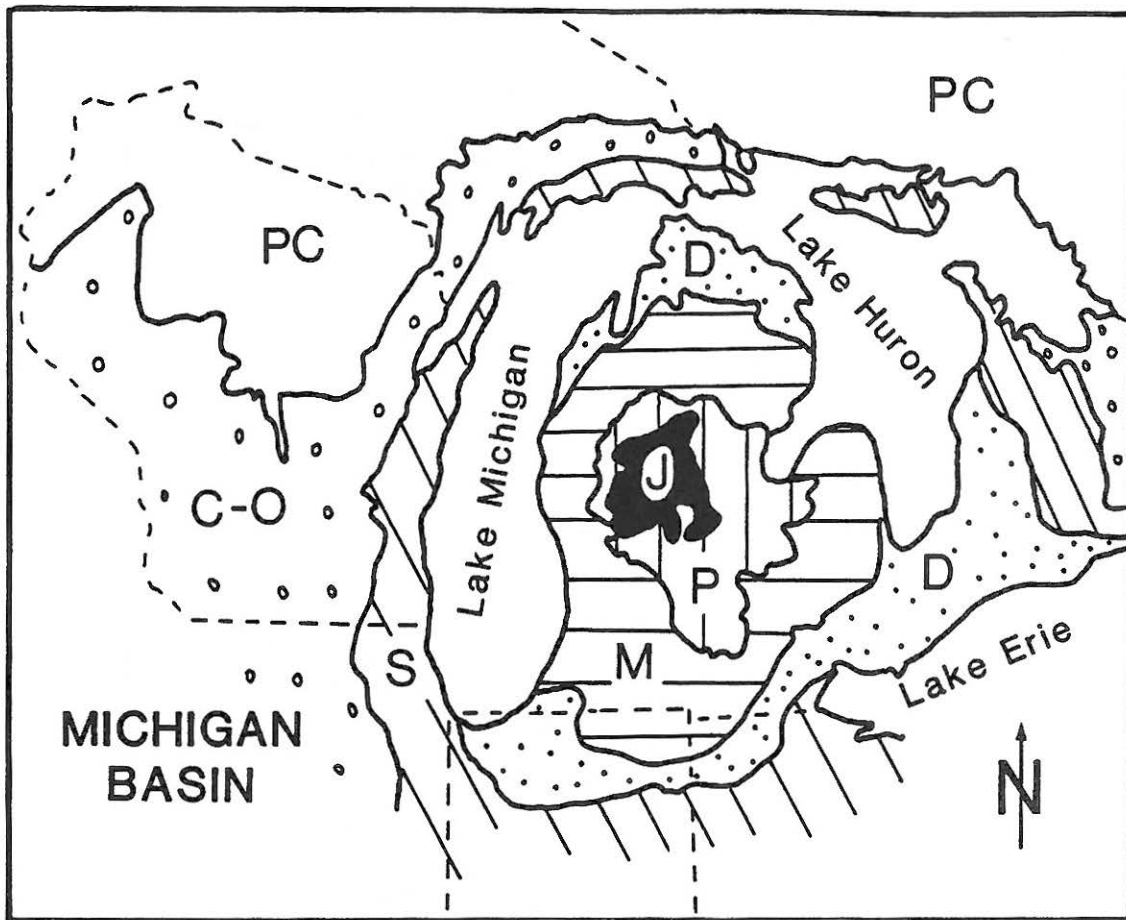 PC
PC
D
Lake Huron
Lake Michigan
J
C-O
P
D
S
M
Lake Erie
MICHIGAN
BASIN
N